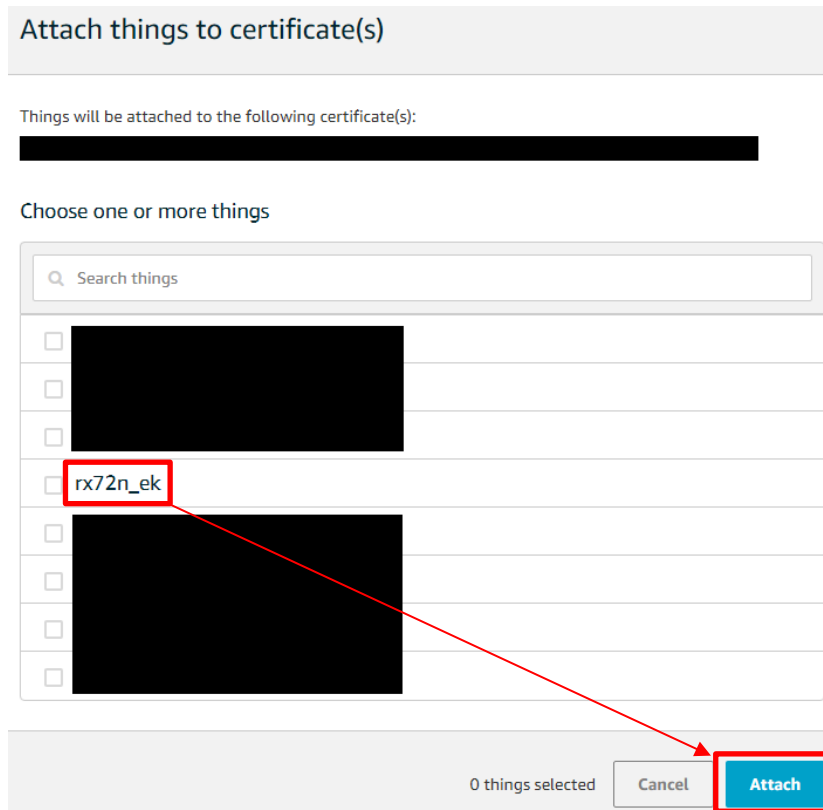 Attach things to certificate(s)
Things will be attached to the following certificate(s):
Choose one or more things
Search things
rx72n_ek
0 things selected Cancel Attach